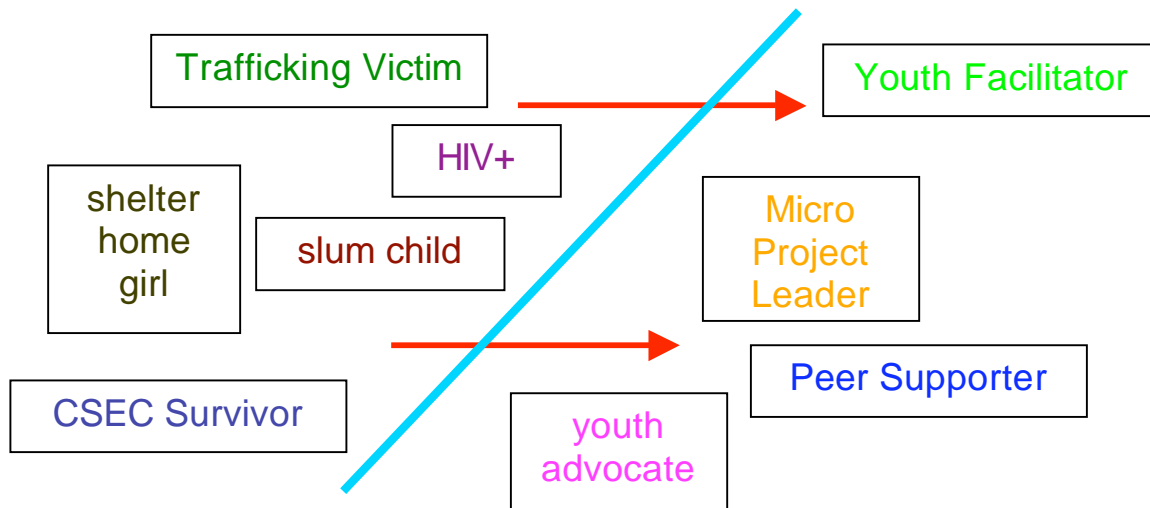 Trafficking Victim
Youth Facilitator
HIV+
shelter
home
girl
slum child
Micro
Project
Leader
CSEC Survivor
Peer Supporter
youth
advocate